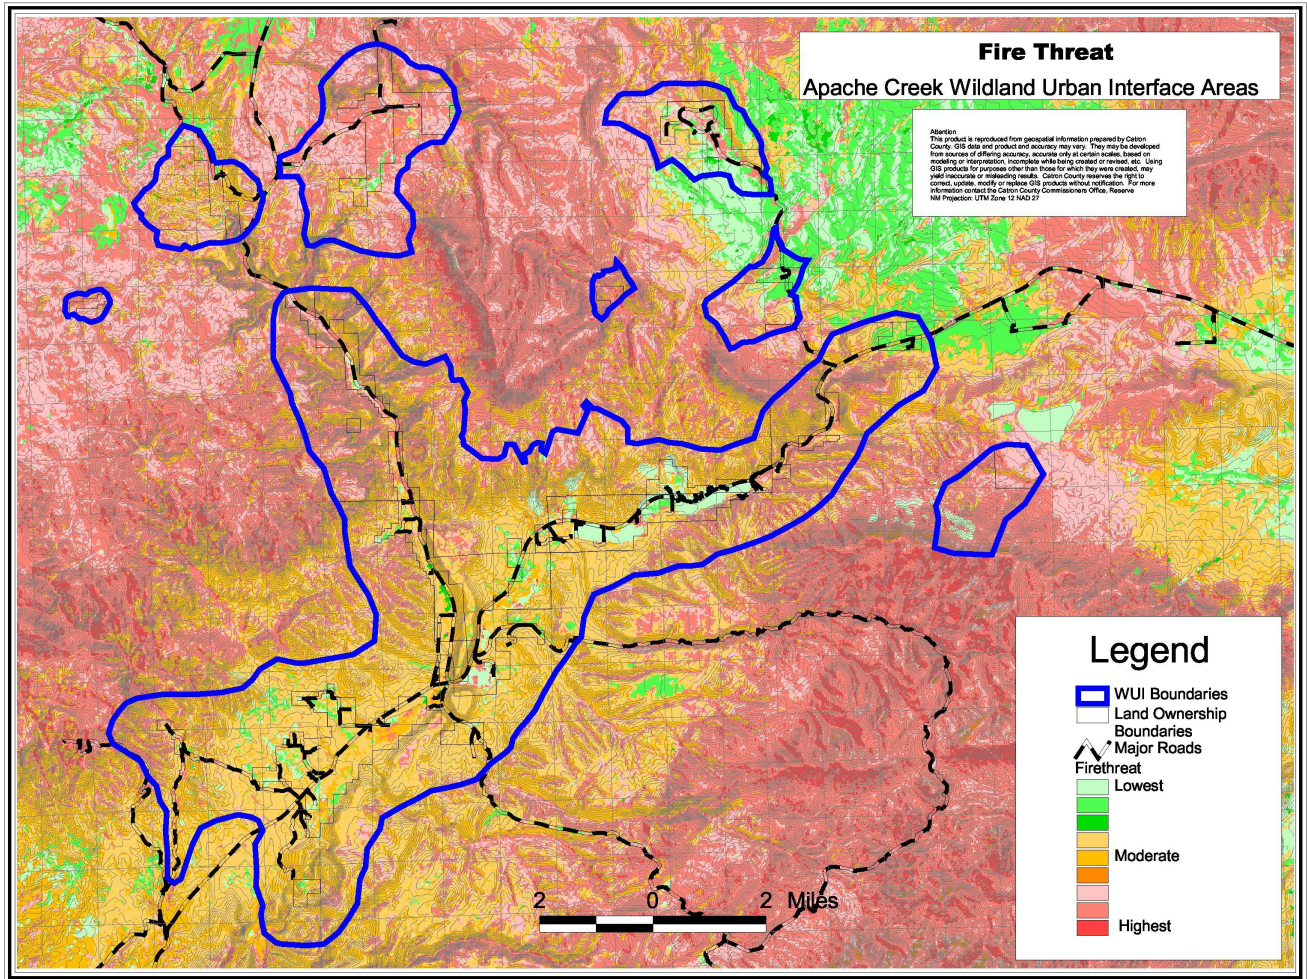 Fire Threat
Apache Creek Wildland Urban Interface Areas
Attention
This product is reproduced from geospatial information prepared by Catron
County. GIS data and product and accuracy may vary. They may be developed
from sources of differing accuracy, accurate only at certain scales, based on
modeling or interpretation, incomplete while being created or revised, etc. Using
GIS products for purposes other than those for which they were created, may
yield inaccurate or misleading results. Catron County reserves the right to
correct, update, modify or replace GIS products without notification. For more
information contact the Catron County Commissioners Office, Reserve
NM Projection: UTM Zone 12 NAD 27
Legend
WUI Boundaries
Land Ownership
Boundaries
Major Roads
Firethreat
Lowest
Moderate
Highest
2 0 2 Miles